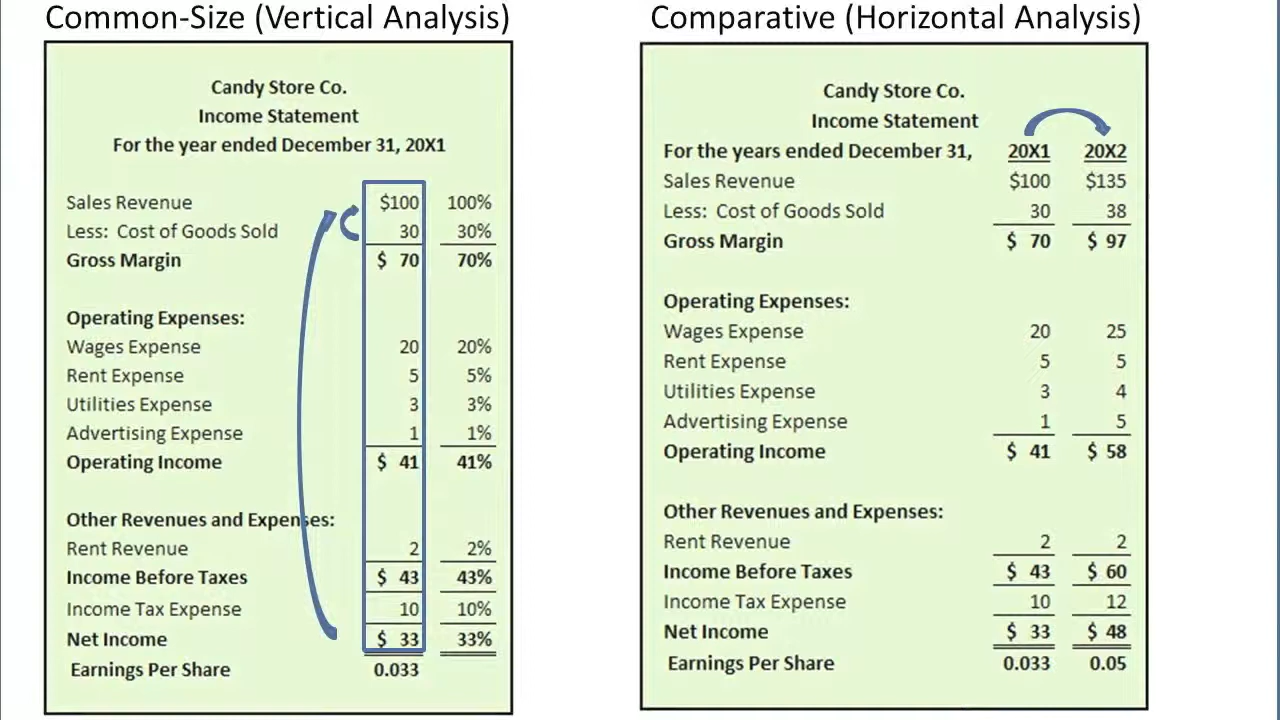 Common-Size (Vertical Analysis)
Candy Store Co.
Income Statement
For the year ended December 31, 20X1
Sales Revenue $100 100%
Less: Cost of Goods Sold 30 30%
Gross Margin $ 70 70%
Operating Expenses:
Wages Expense 20 20%
Rent Expense 5 5%
Utilities Expense 3 3%
Advertising Expense 1 1%
Operating Income $ 41 41%
Other Revenues and Expenses:
Rent Revenue 2 2%
Income Before Taxes $ 43 43%
Income Tax Expense 10 10%
Net Income $ 33 33%
Earnings Per Share 0.033
Comparative (Horizontal Analysis)
Candy Store Co.
Income Statement
For the years ended December 31, 20X1 20X2
Sales Revenue $100 $135
Less: Cost of Goods Sold 30 38
Gross Margin $ 70 $ 97
Operating Expenses:
Wages Expense 20 25
Rent Expense 5 5
Utilities Expense 3 4
Advertising Expense 1 5
Operating Income $ 41 $ 58
Other Revenues and Expenses:
Rent Revenue 2 2
Income Before Taxes $ 43 $ 60
Income Tax Expense 10 12
Net Income $ 33 $ 48
Earnings Per Share 0.033 0.05